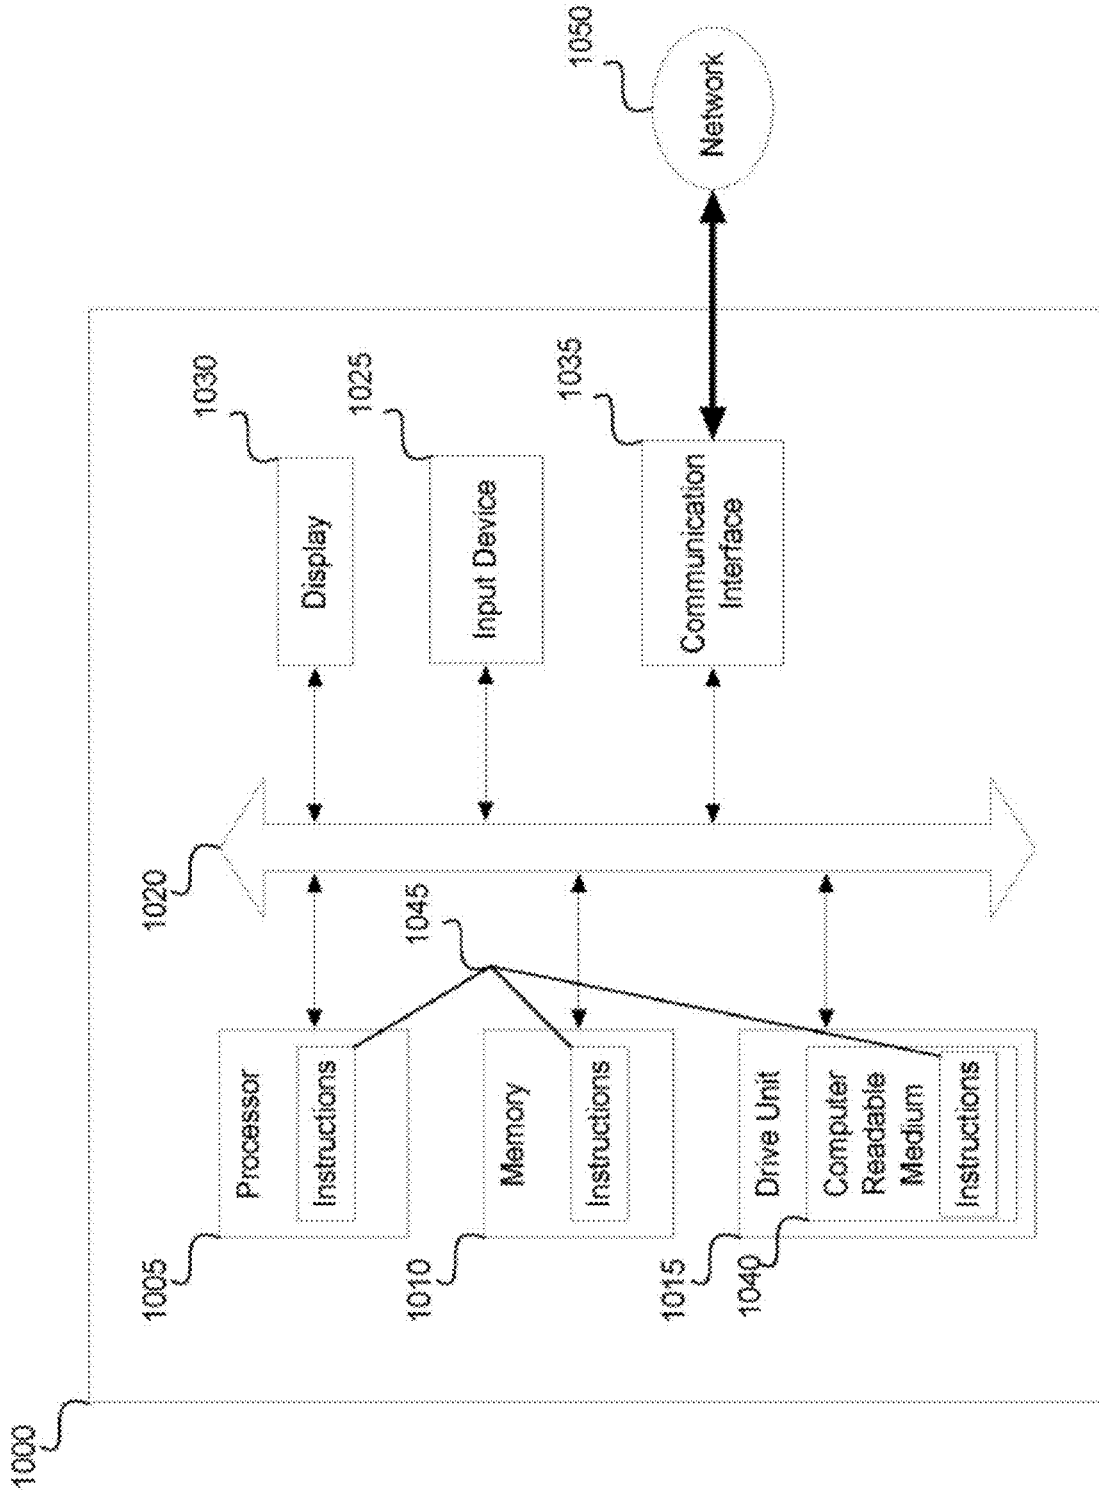 1000
1005
Processor
Instructions
1010
Memory
Instructions
1015
Drive Unit
1040
Computer
Readable
Medium
Instructions
1045
1020
1030
Display
1025
Input Device
1035
Communication
Interface
1050
Network